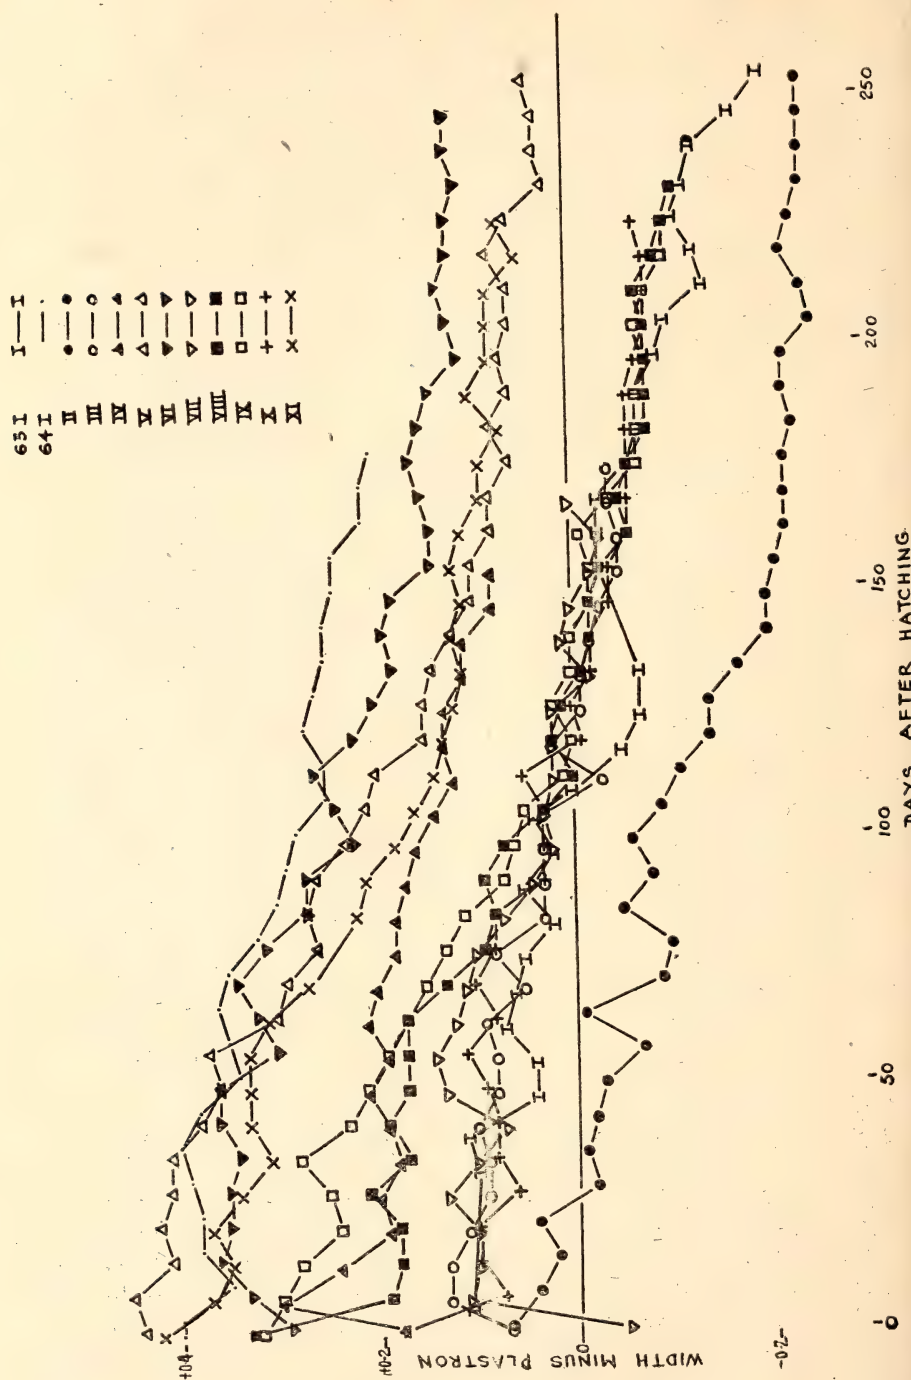 63 I I—I
64 I —·
II ●—●
III ○—○
IV ▲—▲
V △—△
VI ▼—▼
VII ▽—▽
VIII ■—■
IX □—□
X +—+
XI ×—×
WIDTH MINUS PLASTRON
+0.4
+0.2
0
-0.2
0 50 100 150 200 250
DAYS AFTER HATCHING